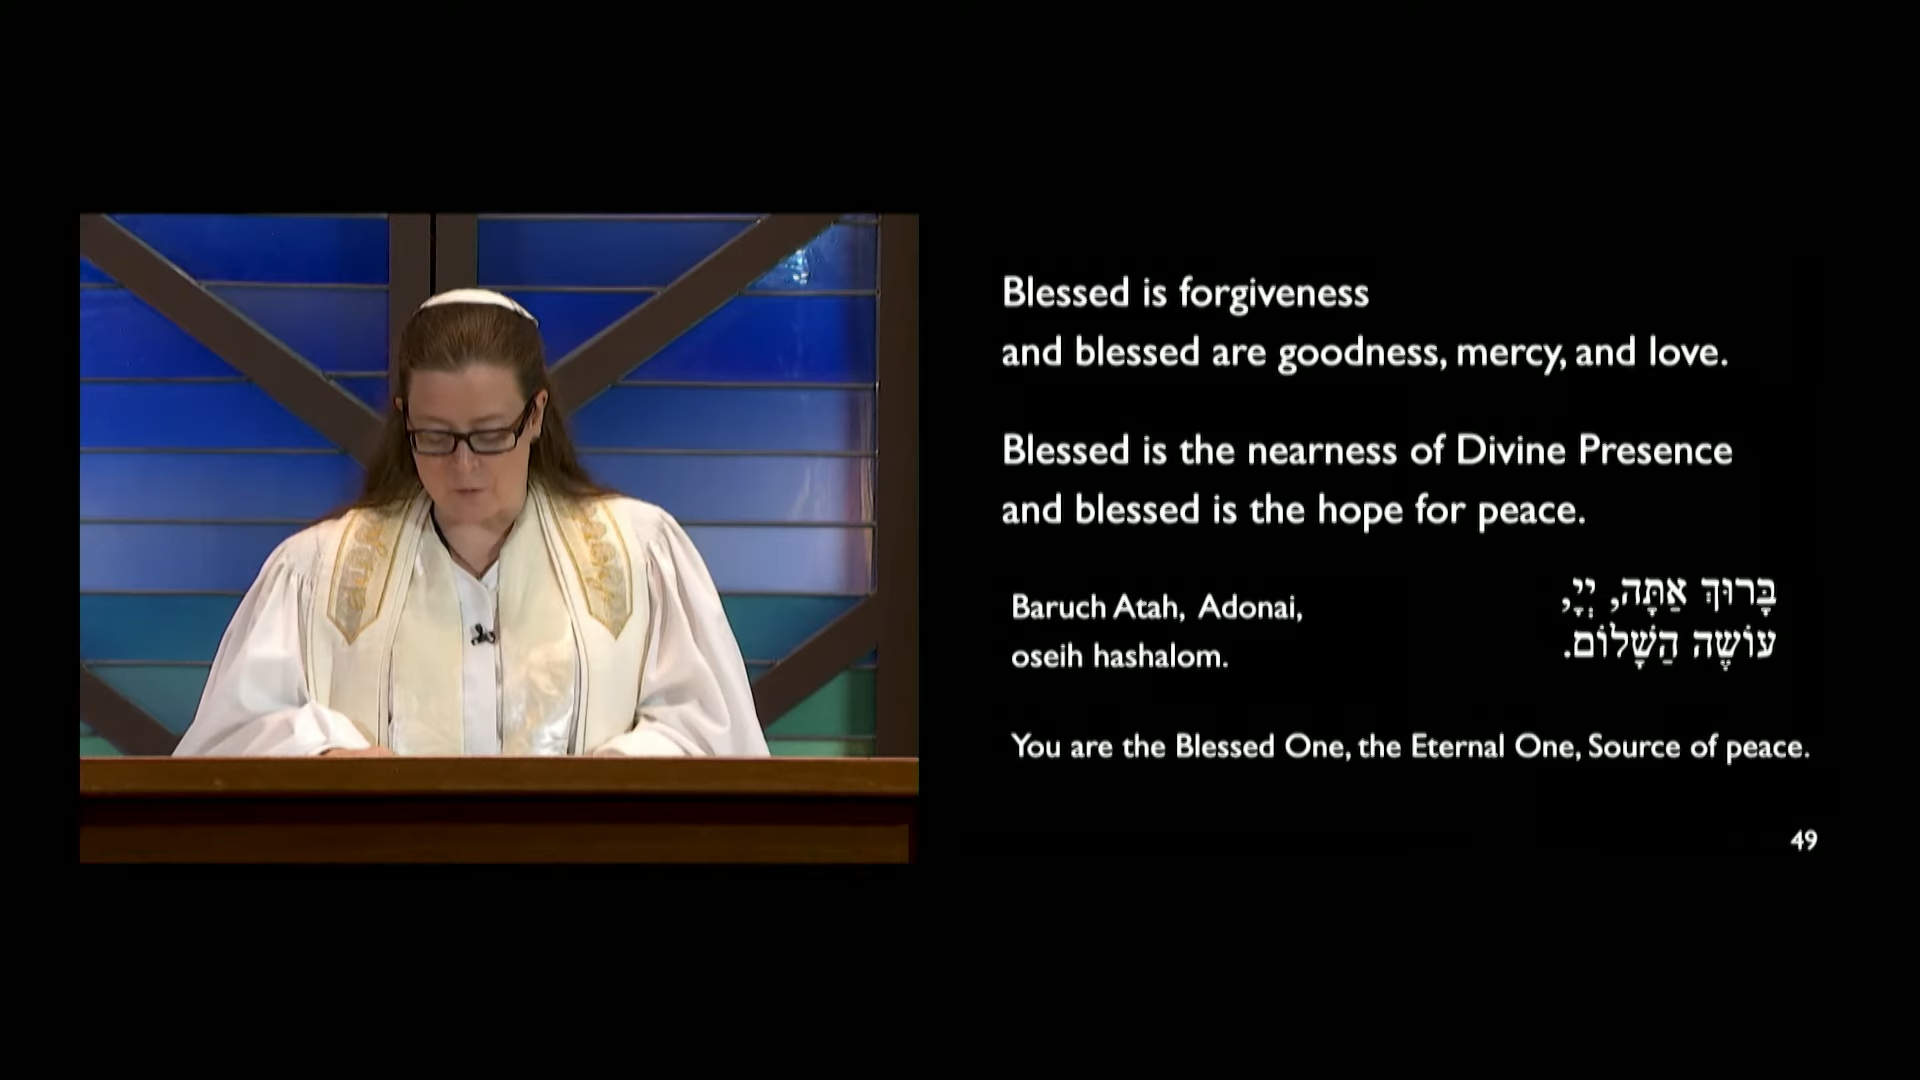 Blessed is forgiveness
and blessed are goodness, mercy, and love.
Blessed is the nearness of Divine Presence
and blessed is the hope for peace.
Baruch Atah, Adonai,
oseih hashalom.
בָּרוּךְ אַתָּה, יְיָ,
עוֹשֶׂה הַשָּׁלוֹם.
You are the Blessed One, the Eternal One, Source of peace.
49